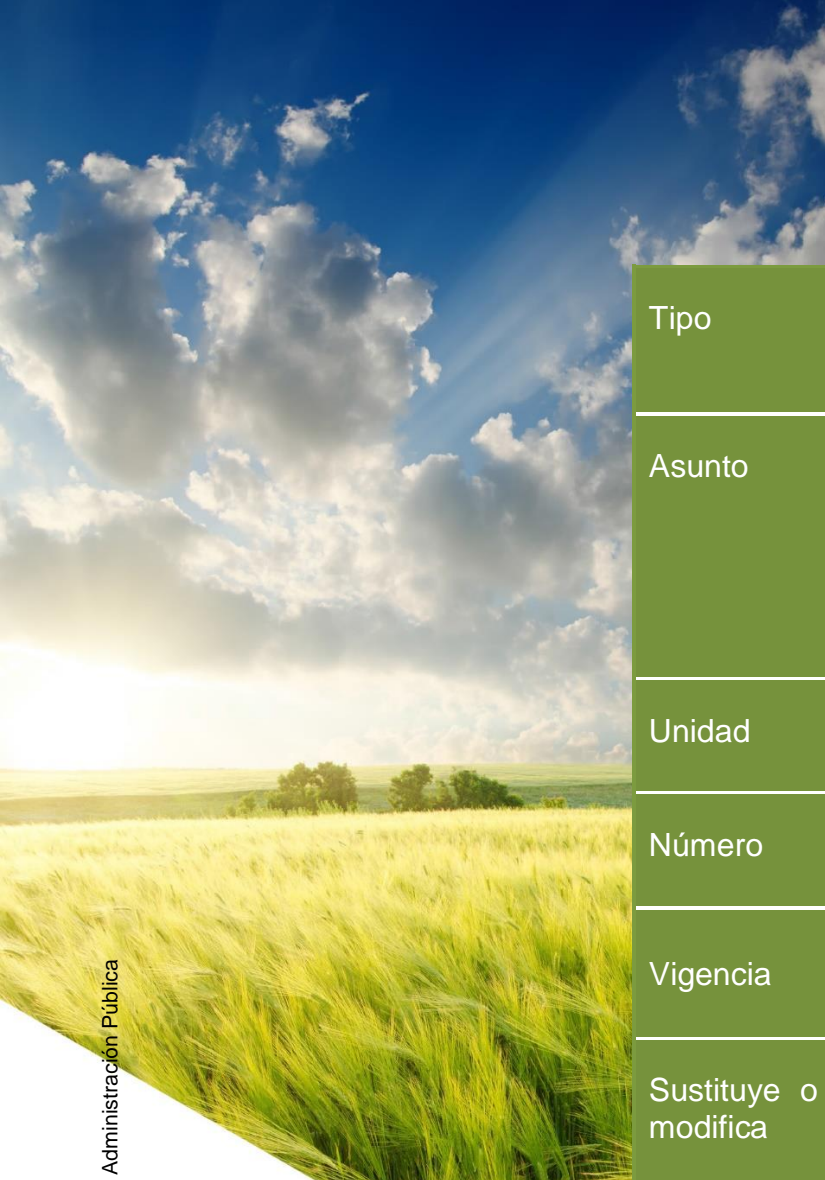 Tipo
Asunto
Unidad
Número
Vigencia
Sustituye o
modifica
Administración Pública